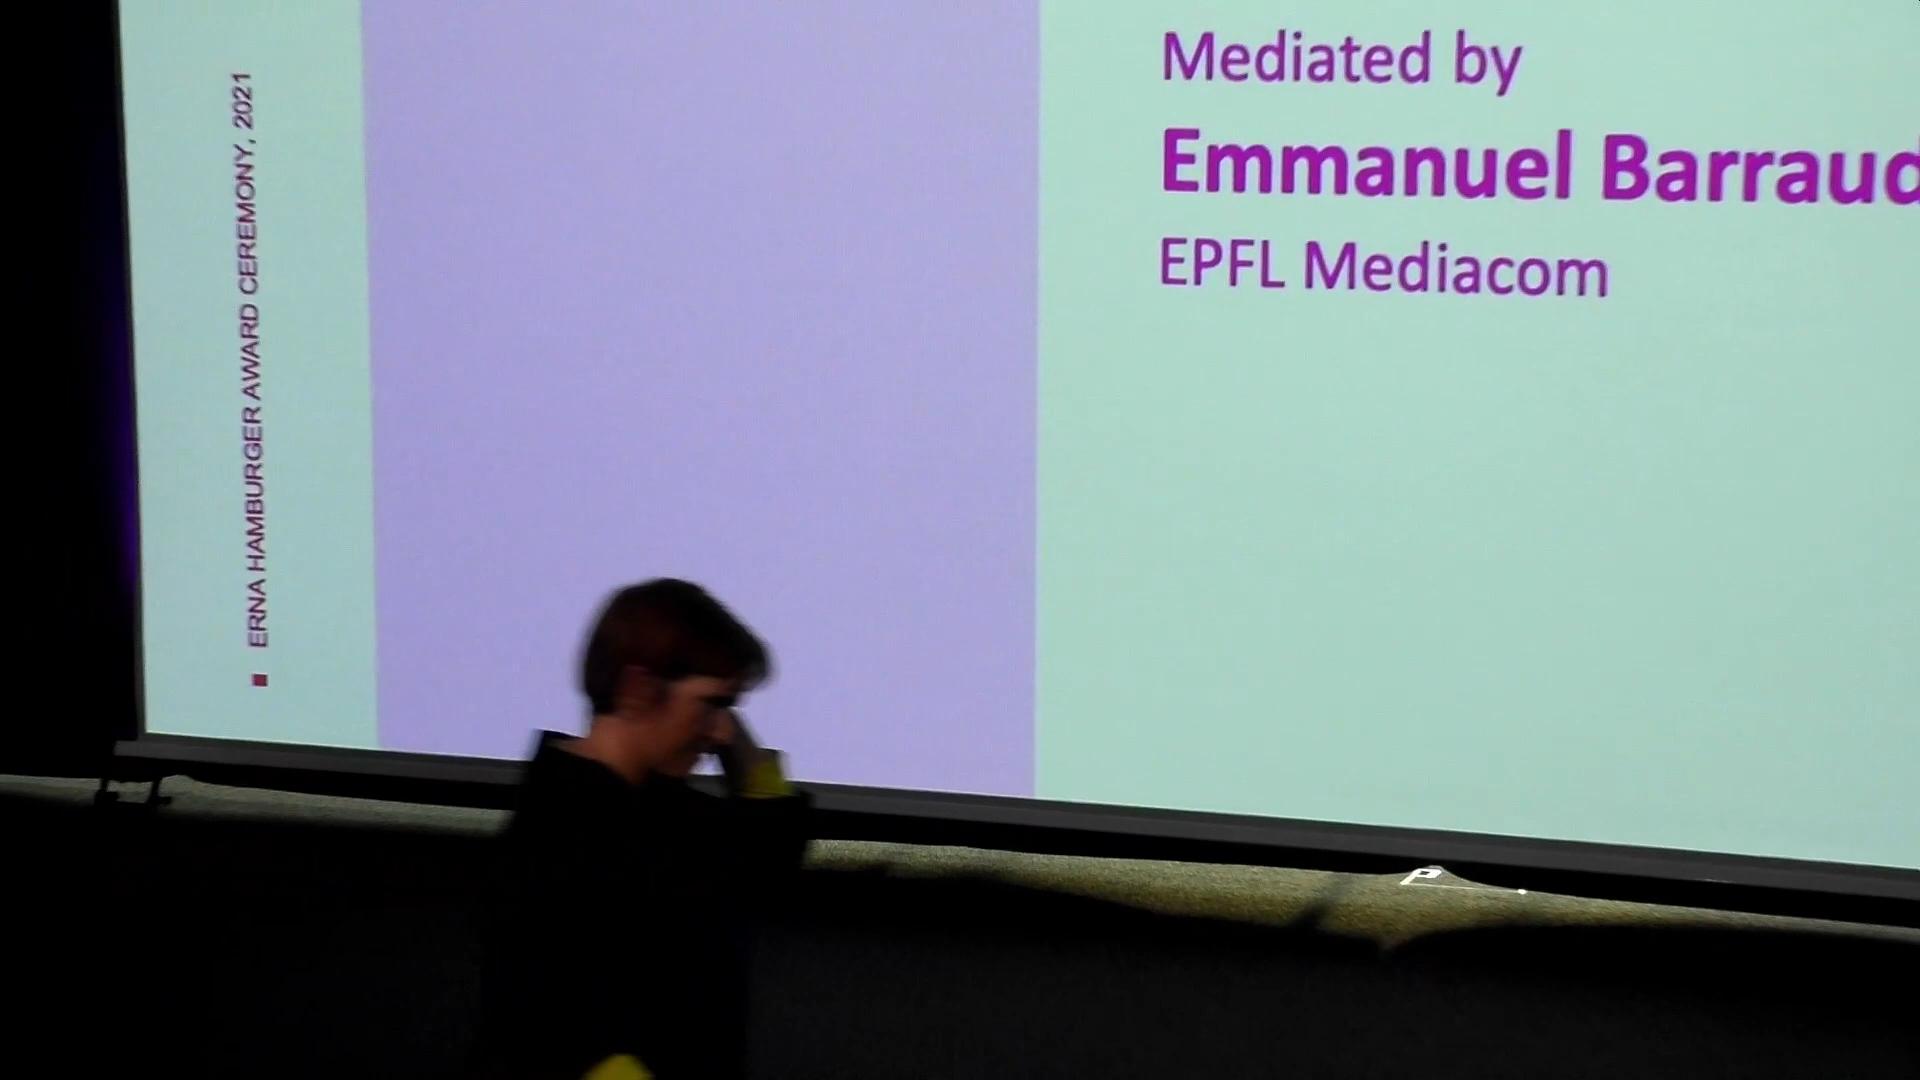 ERNA HAMBURGER AWARD CEREMONY, 2021
Mediated by
Emmanuel Barraud
EPFL Mediacom